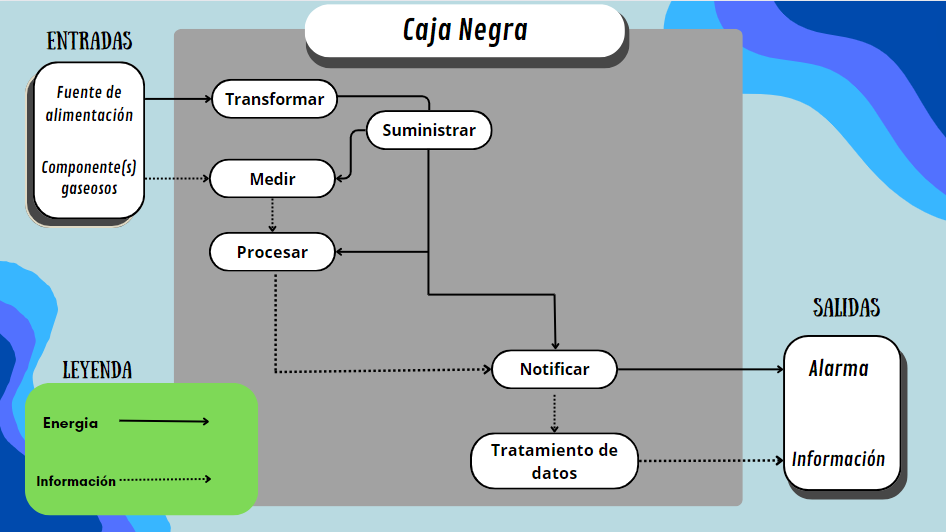 Caja Negra
ENTRADAS
Fuente de
alimentación
Componente(s)
gaseosos
Transformar
Suministrar
Medir
Procesar
Notificar
Tratamiento de
datos
SALIDAS
Alarma
Información
LEYENDA
Energia
Información